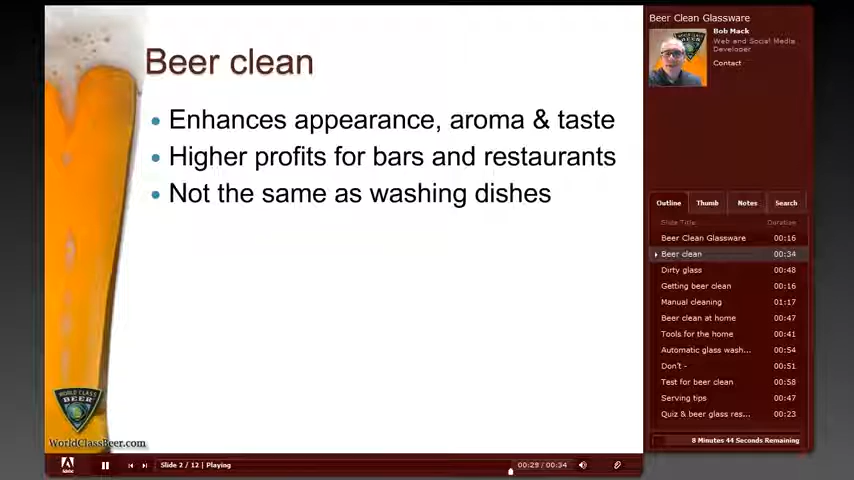 Beer clean
Enhances appearance, aroma & taste
Higher profits for bars and restaurants
Not the same as washing dishes
WORLD CLASS
BEER
WorldClassBeer.com
Beer Clean Glassware
Bob Mack
Web and Social Media
Developer
Contact
Outline Thumb Notes Search
Slide Title Duration
Beer Clean Glassware 00:16
Beer clean 00:34
Dirty glass 00:48
Getting beer clean 00:16
Manual cleaning 01:17
Beer clean at home 00:47
Tools for the home 00:41
Automatic glass wash... 00:54
Don't - 00:51
Test for beer clean 00:58
Serving tips 00:47
Quiz & beer glass res... 00:23
8 Minutes 44 Seconds Remaining
Adobe
Slide 2 / 12 | Playing
00:29 / 00:34